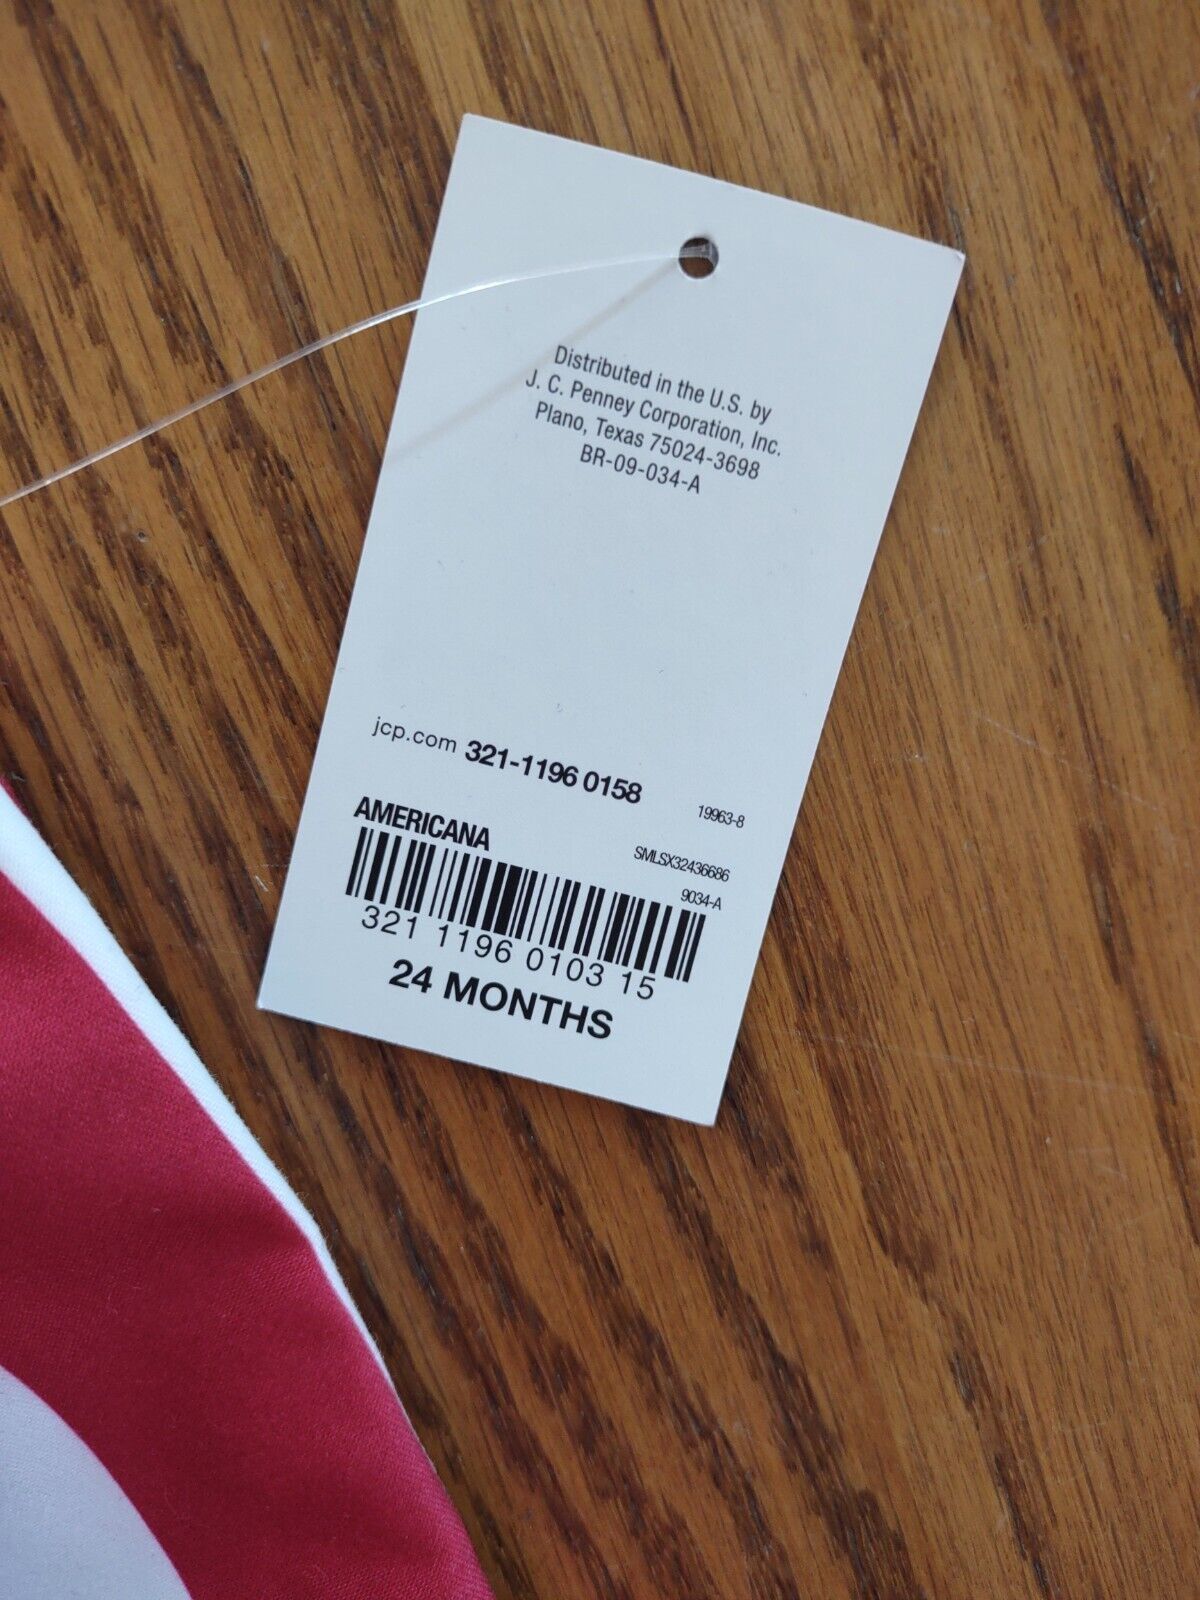 Distributed in the U.S. by
J. C. Penney Corporation, Inc.
Plano, Texas 75024-3698
BR-09-034-A
jcp.com 321-1196 0158
19963-8
AMERICANA
SMLSX32436686
9034-A
321 1196 0103 15
24 MONTHS